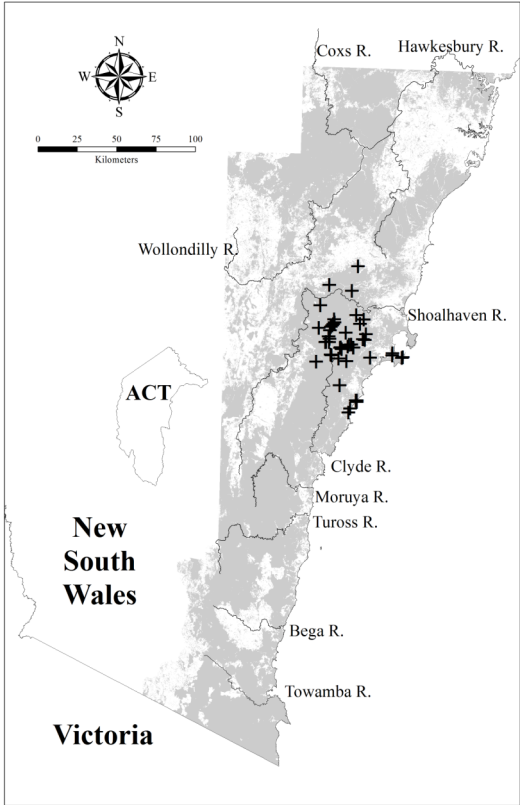 Coxs R.
Hawkesbury R.
N
W E
S
0 25 50 75 100
Kilometers
Wollondilly R.
Shoalhaven R.
ACT
Clyde R.
Moruya R.
Tuross R.
New
South
Wales
Bega R.
Towamba R.
Victoria